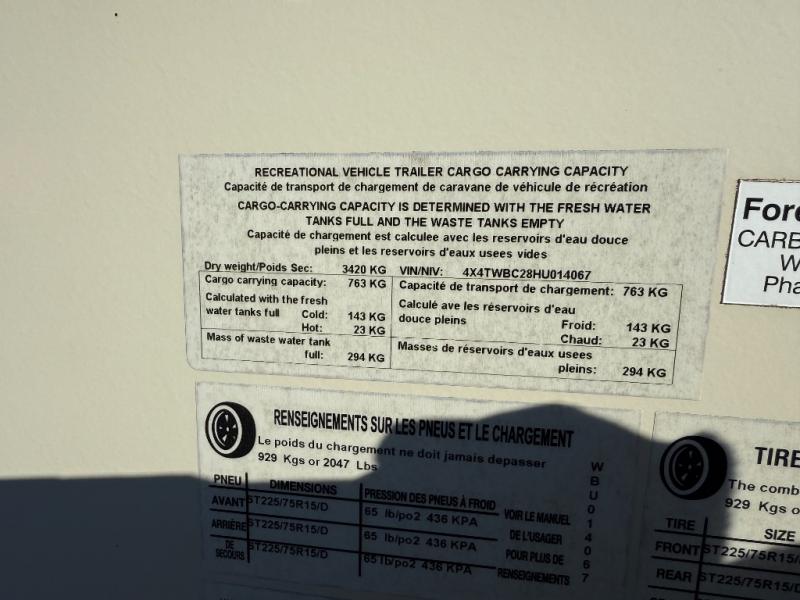 RECREATIONAL VEHICLE TRAILER CARGO CARRYING CAPACITY
Capacité de transport de chargement de caravane de véhicule de récréation
CARGO-CARRYING CAPACITY IS DETERMINED WITH THE FRESH WATER
TANKS FULL AND THE WASTE TANKS EMPTY
Capacité de chargement est calculee avec les reservoirs d'eau douce
pleins et les reservoirs d'eaux usees vides
Dry weight/Poids Sec: 3420 KG VIN/NIV: 4X4TWBC28HU014067
Cargo carrying capacity: 763 KG
Calculated with the fresh
water tanks full Cold: 143 KG
Hot: 23 KG
Mass of waste water tank
full: 294 KG
Capacité de transport de chargement: 763 KG
Calculé ave les réservoirs d'eau
douce pleins Froid: 143 KG
Chaud: 23 KG
Masses de réservoirs d'eaux usees
pleins: 294 KG
CARB
RENSEIGNEMENTS SUR LES PNEUS ET LE CHARGEMENT
Le poids du chargement ne doit jamais depasser
929 Kgs or 2047 Lbs
PNEU DIMENSIONS PRESSION DES PNEUS À FROID
AVANT ST225/75R15/D 65 lb/po2 436 KPA
ARRIÈRE ST225/75R15/D 65 lb/po2 436 KPA
DE SECOURS ST225/75R15/D 65 lb/po2 436 KPA
VOIR LE MANUEL
DE L'USAGER
POUR PLUS DE
RENSEIGNEMENTS
WBU014067
TIRE
The comb
929 Kgs o
TIRE SIZE
FRONT ST225/75R15/
REAR ST225/75R15/